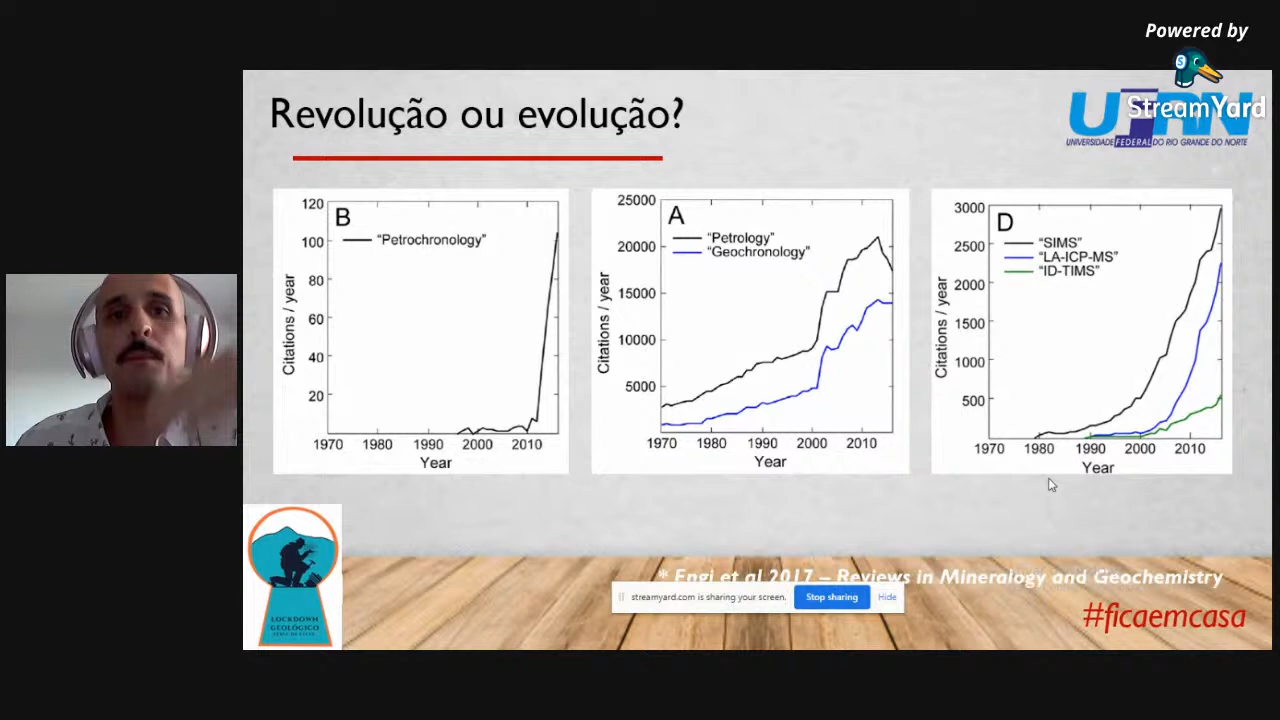 Powered by
StreamYard
Revolução ou evolução?
UFRN
UNIVERSIDADE FEDERAL DO RIO GRANDE DO NORTE
B
"Petrochronology"
120
100
80
60
40
20
Citations / year
1970 1980 1990 2000 2010
Year
A
"Petrology"
"Geochronology"
25000
20000
15000
10000
5000
Citations / year
1970 1980 1990 2000 2010
Year
D
"SIMS"
"LA-ICP-MS"
"ID-TIMS"
3000
2500
2000
1500
1000
500
Citations / year
1970 1980 1990 2000 2010
Year
LOCKDOWN
GEOLÓGICO
* Engi et al 2017 – Reviews in Mineralogy and Geochemistry
streamyard.com is sharing your screen. Stop sharing Hide
#ficaemcasa